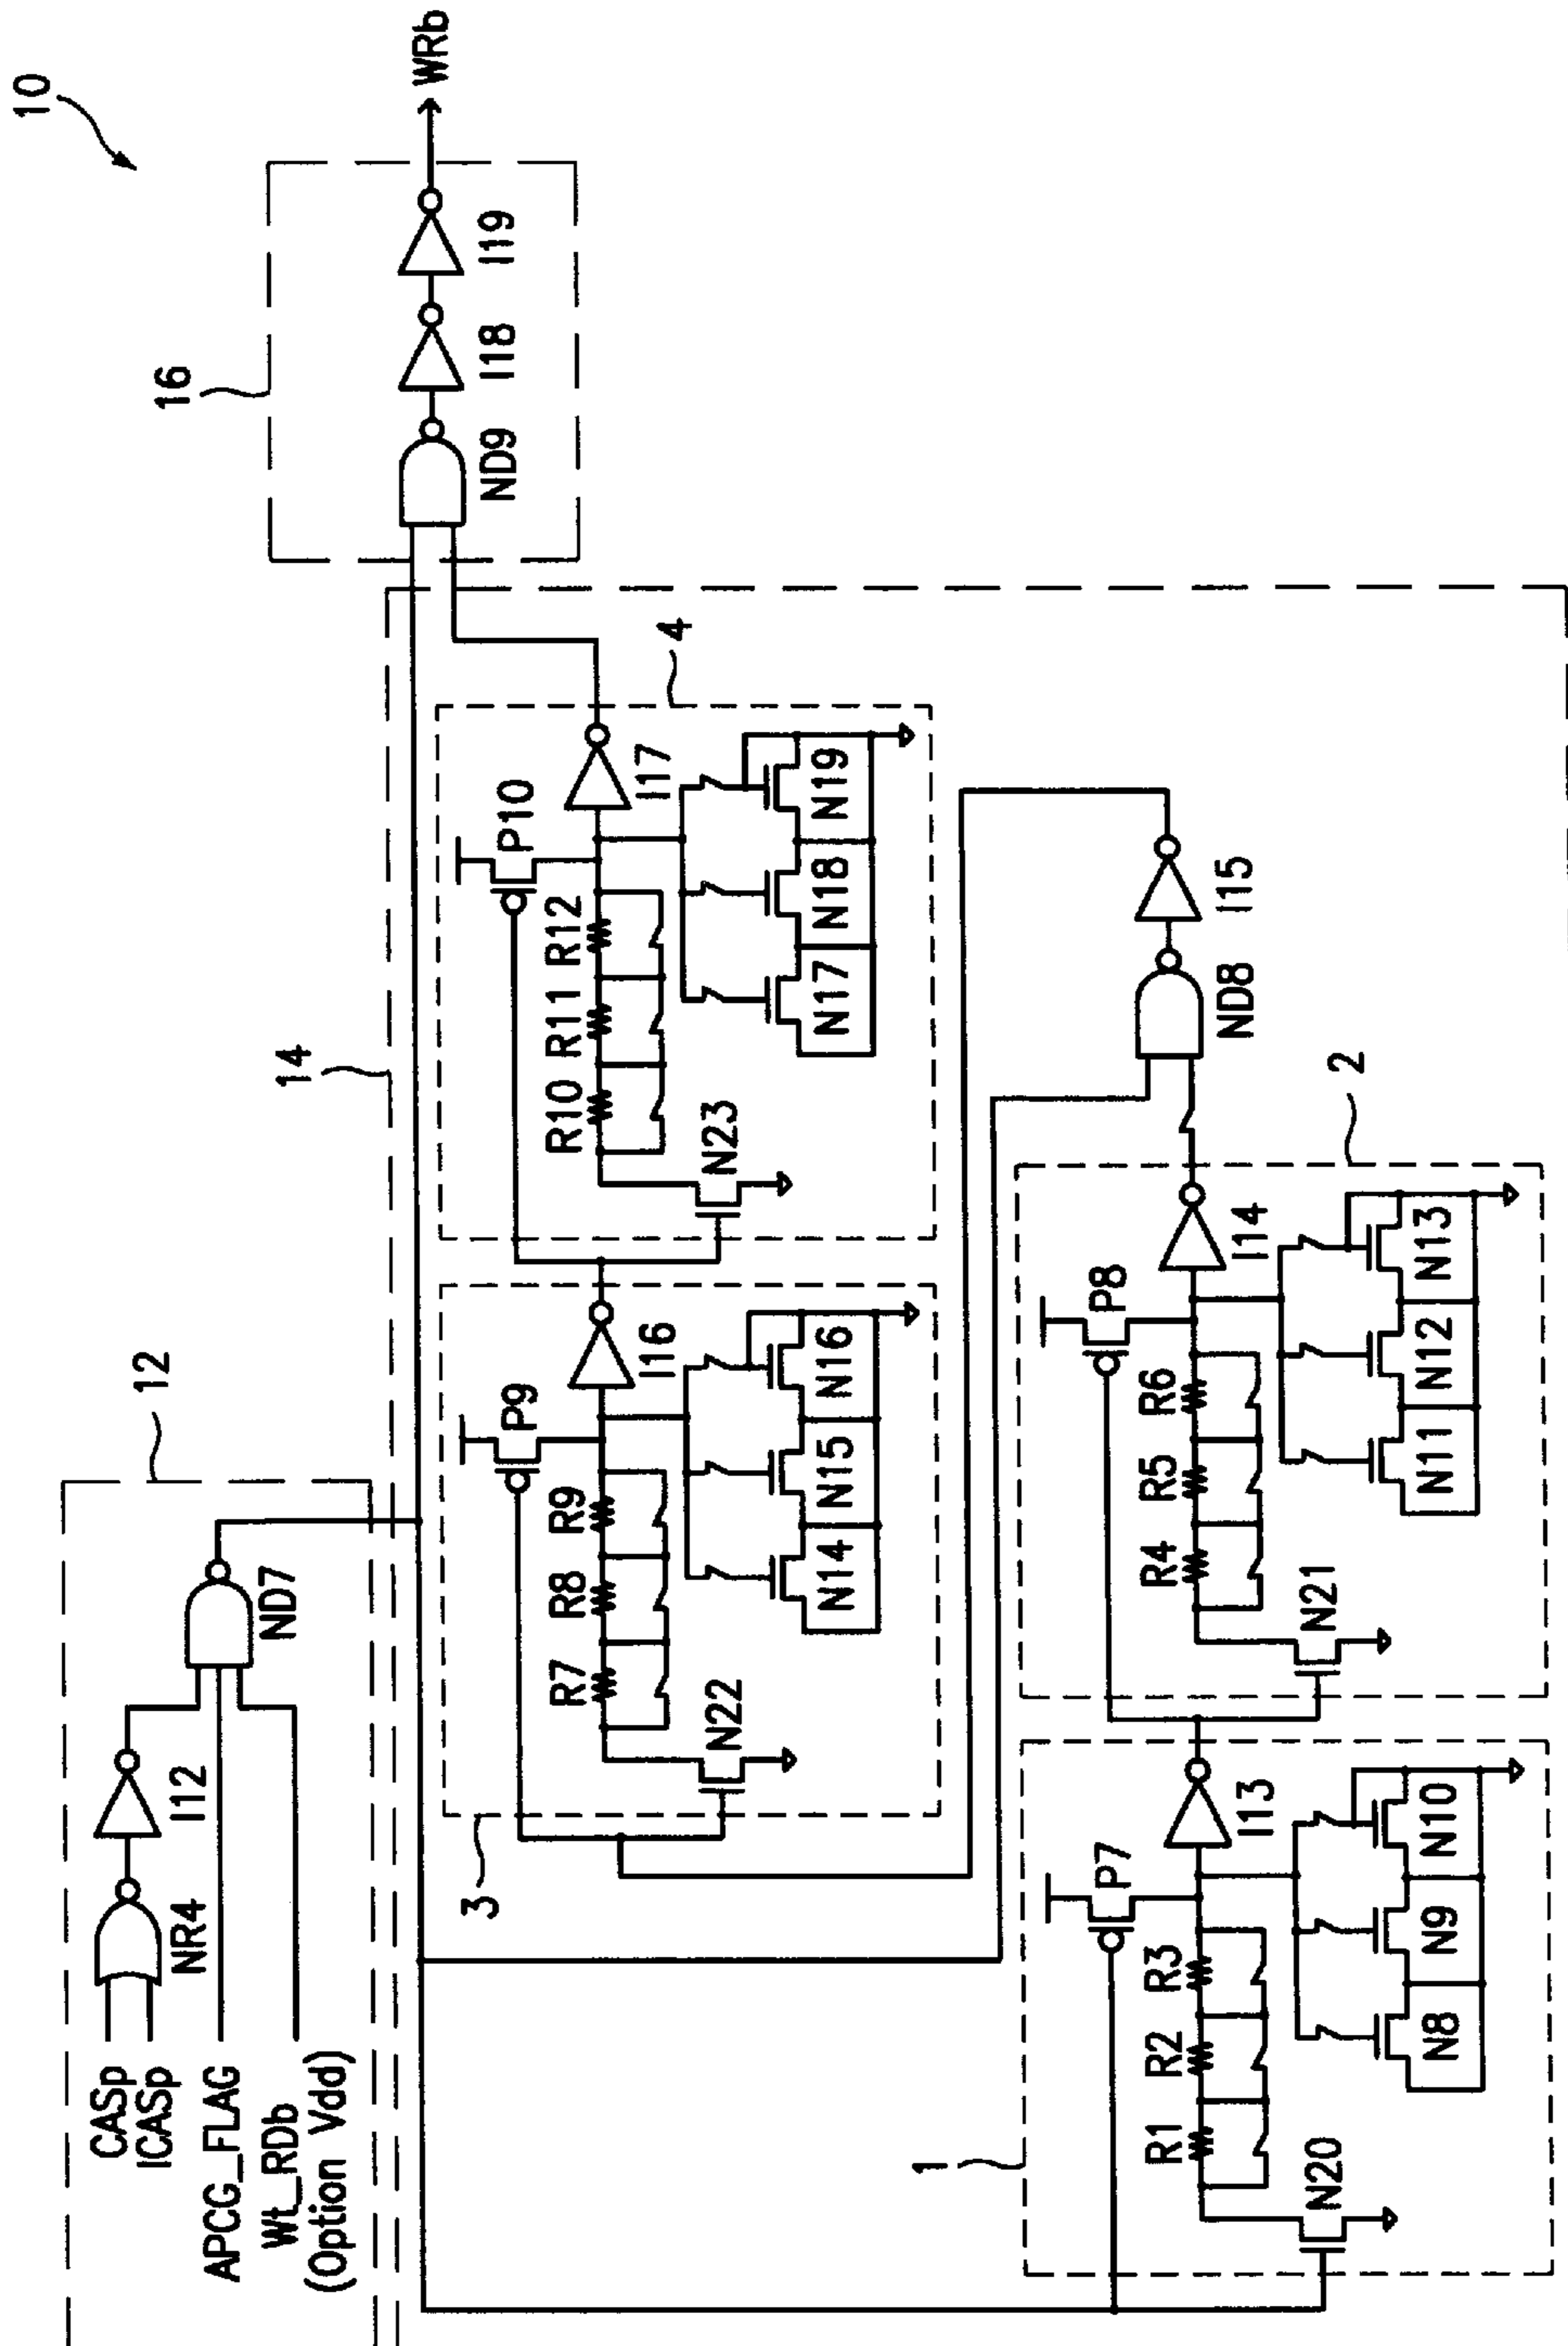 10
12
CASp
ICASp
NR4
I12
APCG_FLAG
ND7
Wt_RDb
(Option Vdd)
16
ND9
I18
I19
WRb
14
3
P9
R7
R8
R9
I16
N22
N14
N15
N16
4
P10
R10
R11
R12
I17
N23
N17
N18
N19
1
P7
R1
R2
R3
I13
N20
N8
N9
N10
2
P8
R4
R5
R6
I14
N21
N11
N12
N13
ND8
I15